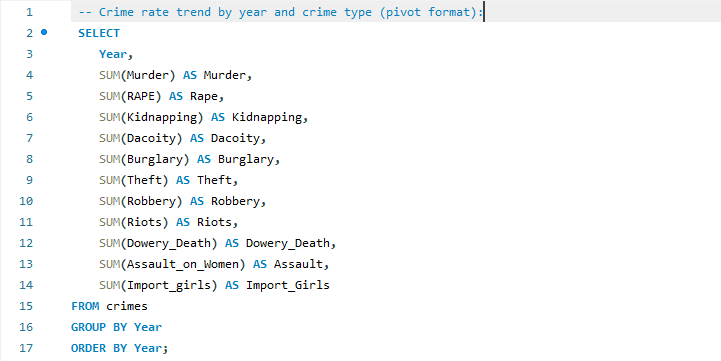 1 -- Crime rate trend by year and crime type (pivot format):
2 SELECT
3 Year,
4 SUM(Murder) AS Murder,
5 SUM(RAPE) AS Rape,
6 SUM(Kidnapping) AS Kidnapping,
7 SUM(Dacoity) AS Dacoity,
8 SUM(Burglary) AS Burglary,
9 SUM(Theft) AS Theft,
10 SUM(Robbery) AS Robbery,
11 SUM(Riots) AS Riots,
12 SUM(Dowery_Death) AS Dowery_Death,
13 SUM(Assault_on_Women) AS Assault,
14 SUM(Import_girls) AS Import_Girls
15 FROM crimes
16 GROUP BY Year
17 ORDER BY Year;